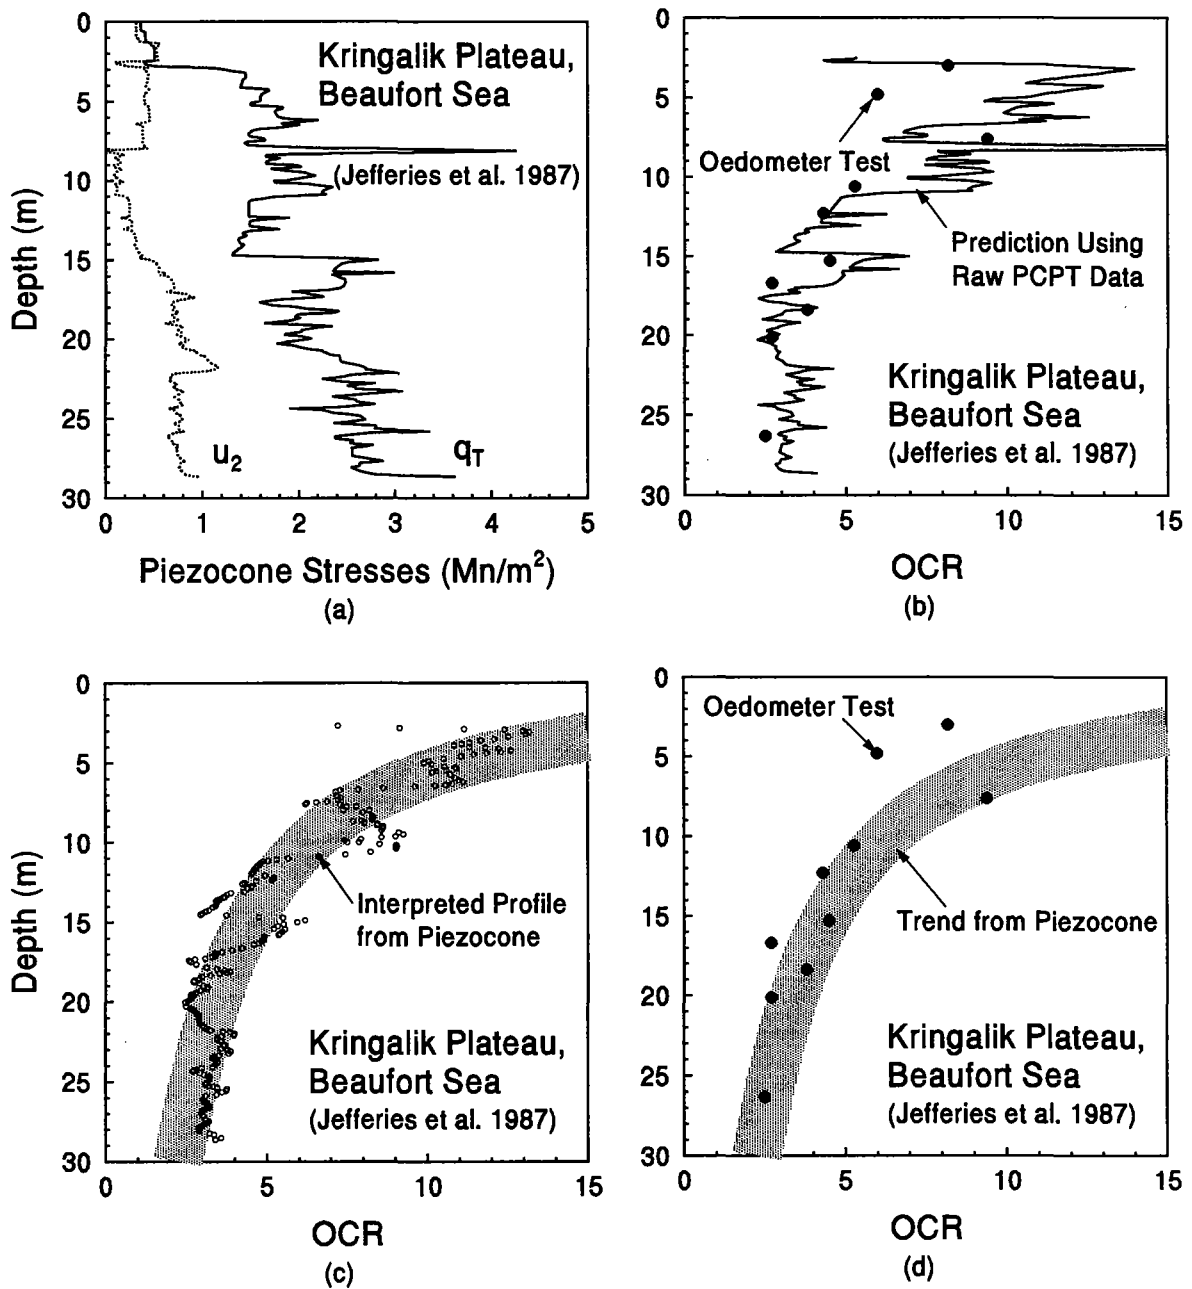 0
5
10
15
20
25
30
Depth (m)
Kringalik Plateau,
Beaufort Sea
(Jefferies et al. 1987)
u2
qT
0
1
2
3
4
5
Piezocone Stresses (Mn/m²)
(a)
0
5
10
15
20
25
30
Oedometer Test
Prediction Using
Raw PCPT Data
Kringalik Plateau,
Beaufort Sea
(Jefferies et al. 1987)
0
5
10
15
OCR
(b)
0
5
10
15
20
25
30
Depth (m)
Interpreted Profile
from Piezocone
Kringalik Plateau,
Beaufort Sea
(Jefferies et al. 1987)
0
5
10
15
OCR
(c)
0
5
10
15
20
25
30
Oedometer Test
Trend from Piezocone
Kringalik Plateau,
Beaufort Sea
(Jefferies et al. 1987)
0
5
10
15
OCR
(d)